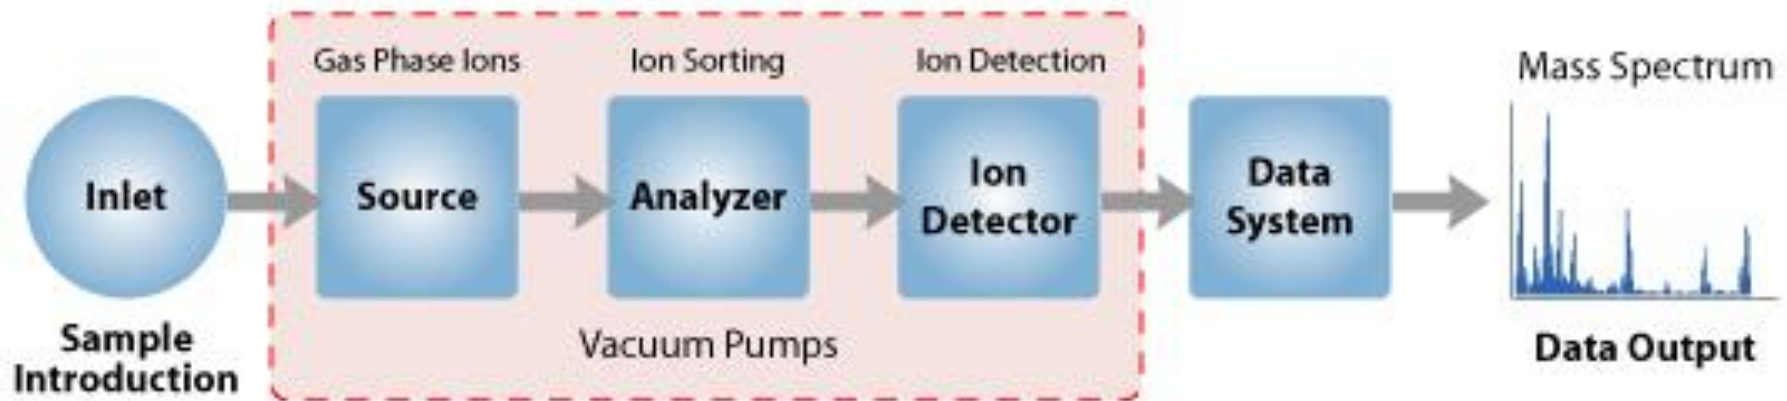 Gas Phase Ions
Ion Sorting
Ion Detection
Mass Spectrum
Inlet
Source
Analyzer
Ion
Detector
Data
System
Sample
Introduction
Vacuum Pumps
Data Output